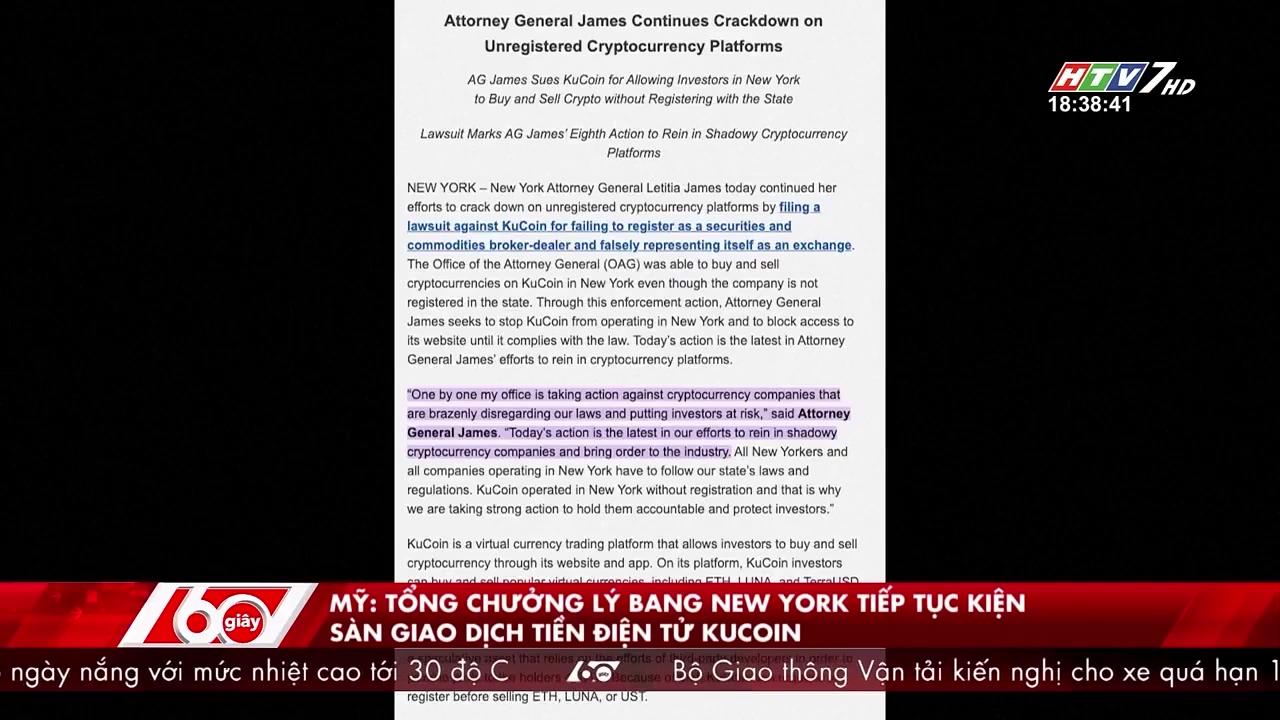 Attorney General James Continues Crackdown on
Unregistered Cryptocurrency Platforms
AG James Sues KuCoin for Allowing Investors in New York
to Buy and Sell Crypto without Registering with the State
Lawsuit Marks AG James' Eighth Action to Rein in Shadowy Cryptocurrency
Platforms
HTV7 HD
18:38:41
NEW YORK – New York Attorney General Letitia James today continued her
efforts to crack down on unregistered cryptocurrency platforms by filing a
lawsuit against KuCoin for failing to register as a securities and
commodities broker-dealer and falsely representing itself as an exchange.
The Office of the Attorney General (OAG) was able to buy and sell
cryptocurrencies on KuCoin in New York even though the company is not
registered in the state. Through this enforcement action, Attorney General
James seeks to stop KuCoin from operating in New York and to block access to
its website until it complies with the law. Today's action is the latest in Attorney
General James' efforts to rein in cryptocurrency platforms.
“One by one my office is taking action against cryptocurrency companies that
are brazenly disregarding our laws and putting investors at risk,” said Attorney
General James. “Today's action is the latest in our efforts to rein in shadowy
cryptocurrency companies and bring order to the industry. All New Yorkers and
all companies operating in New York have to follow our state's laws and
regulations. KuCoin operated in New York without registration and that is why
we are taking strong action to hold them accountable and protect investors.”
KuCoin is a virtual currency trading platform that allows investors to buy and sell
cryptocurrency through its website and app. On its platform, KuCoin investors
can buy and sell popular virtual currencies, including ETH, LUNA, and TerraUSD
60 giây
MỸ: TỔNG CHƯỞNG LÝ BANG NEW YORK TIẾP TỤC KIỆN
SÀN GIAO DỊCH TIỀN ĐIỆN TỬ KUCOIN
ngày nắng với mức nhiệt cao tới 30 độ C 60 giây Bộ Giao thông Vận tải kiến nghị cho xe quá hạn 1
register before selling ETH, LUNA, or UST.